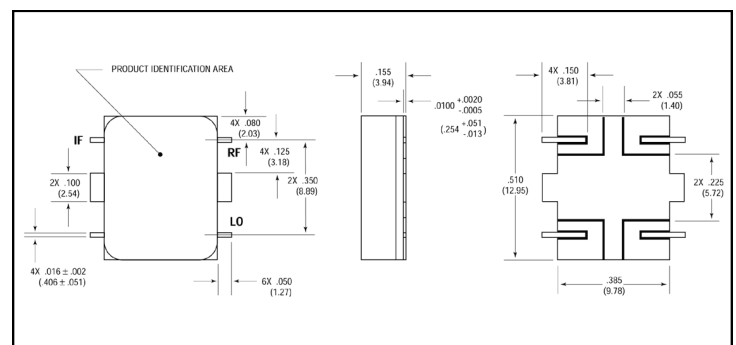 PRODUCT IDENTIFICATION AREA
IF
RF
LO
4X .080
(2.03)
4X .125
(3.18)
2X .350
(8.89)
2X .100
(2.54)
4X .016 ± .002
(.406 ± .051)
6X .050
(1.27)
.155
(3.94)
.0100 +.0020
-.0005
(.254 +.051
-.013)
4X .150
(3.81)
2X .055
(1.40)
.510
(12.95)
2X .225
(5.72)
.385
(9.78)